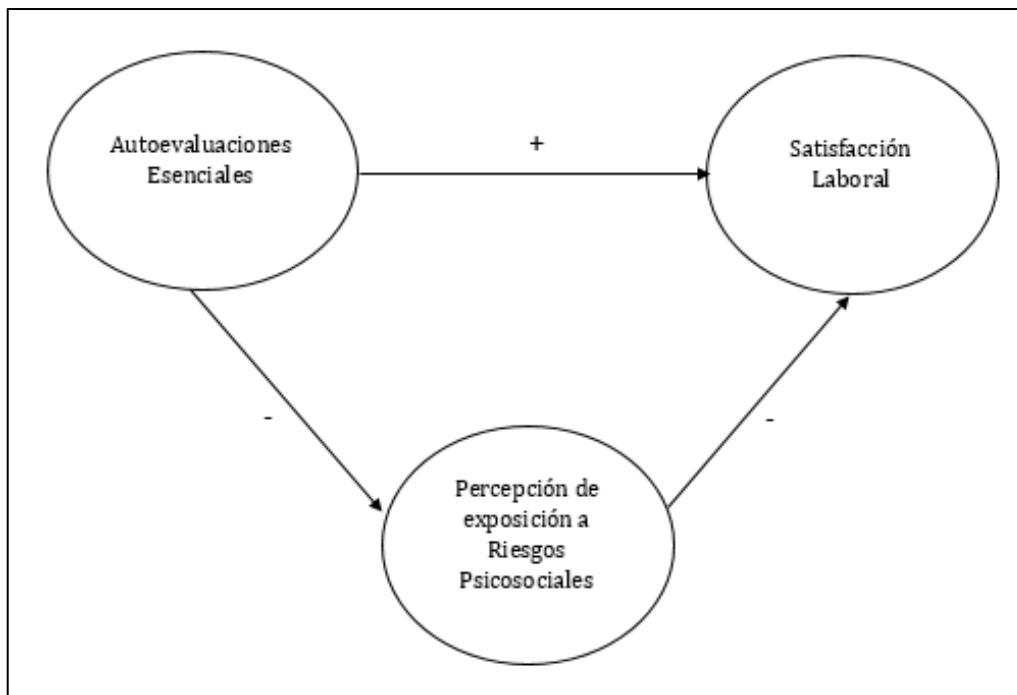 Autoevaluaciones
Esenciales
+
Satisfacción
Laboral
-
-
Percepción de
exposición a
Riesgos
Psicosociales